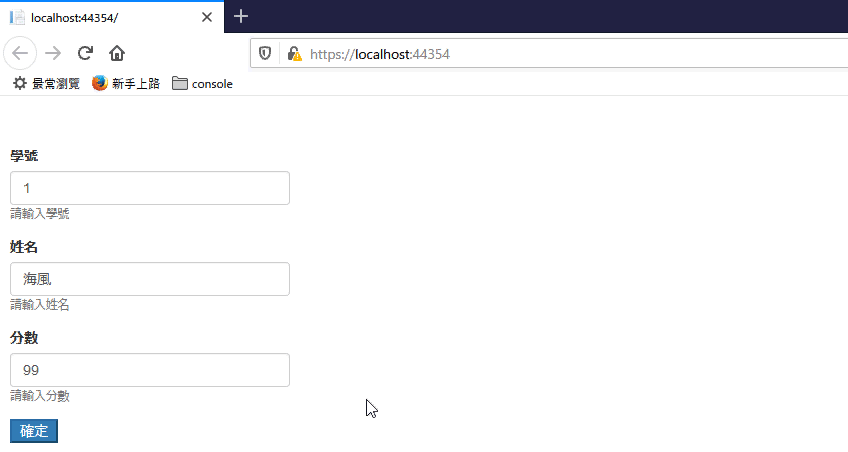 localhost:44354/
https://localhost:44354
最常瀏覽 新手上路 console
學號
1
請輸入學號
姓名
海風
請輸入姓名
分數
99
請輸入分數
確定